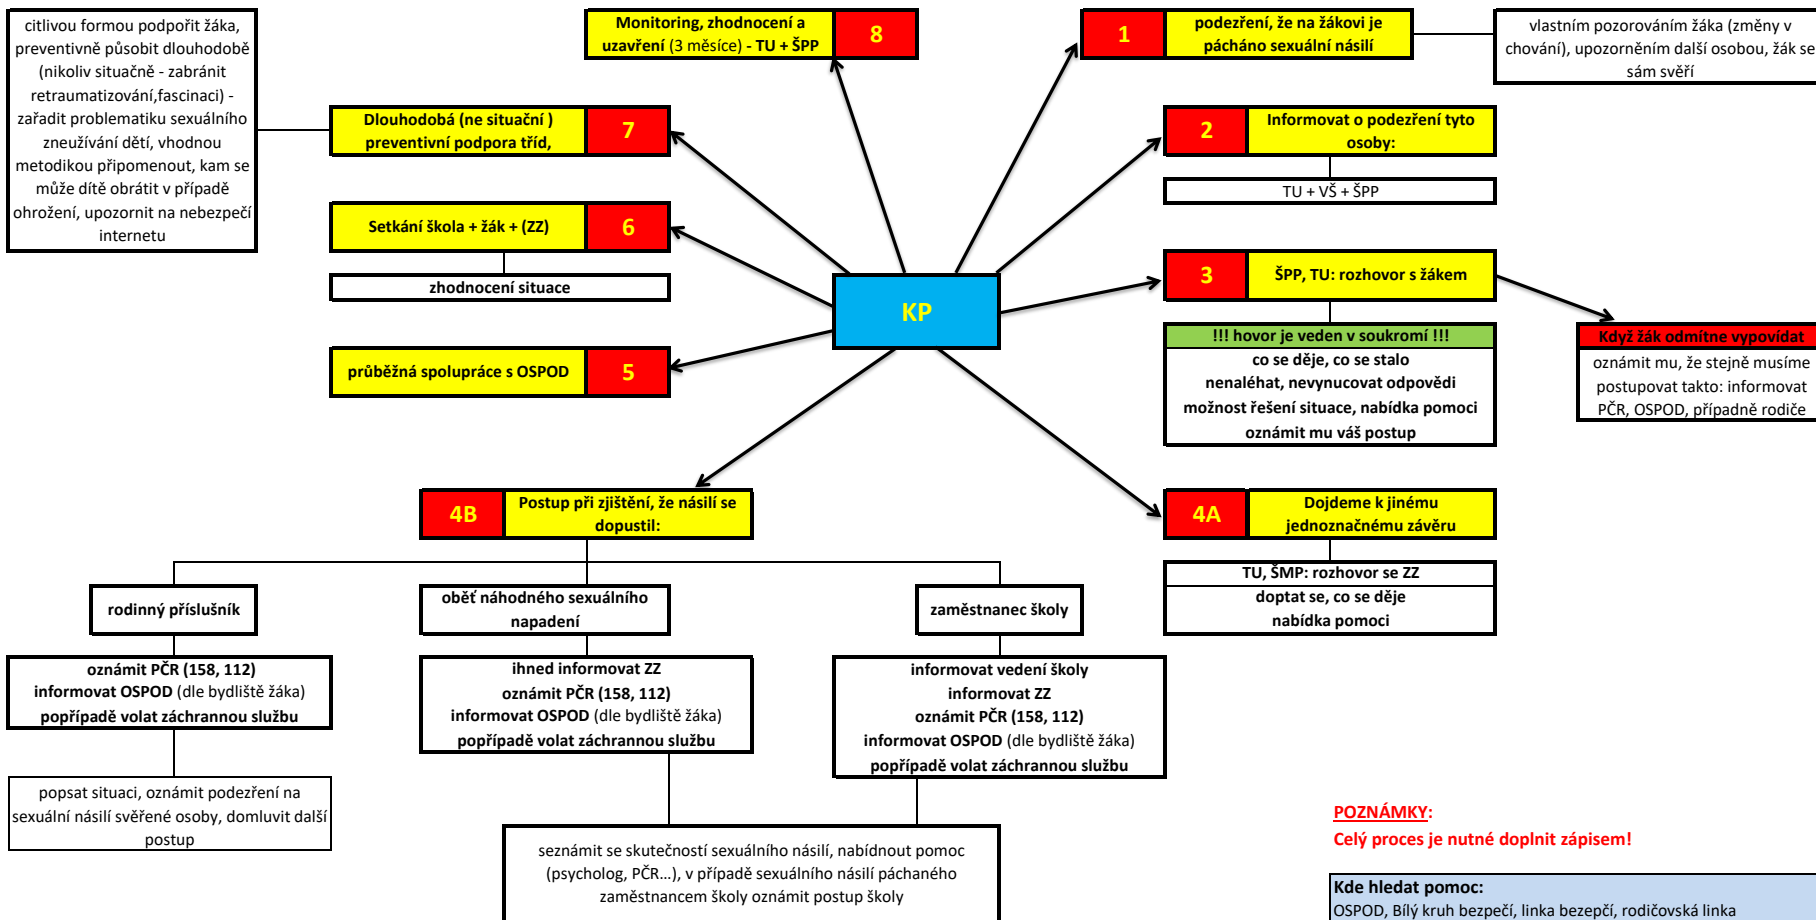 citlivou formou podpořit žáka,
preventivně působit dlouhodobě
(nikoliv situačně - zabránit
retraumatizování,fascinaci) -
zařadit problematiku sexuálního
zneužívání dětí, vhodnou
metodikou připomenout, kam se
může dítě obrátit v případě
ohrožení, upozornit na nebezpečí
internetu
Monitoring, zhodnocení a
uzavření (3 měsíce) - TU + ŠPP
8
1
podezření, že na žákovi je
pácháno sexuální násilí
vlastním pozorováním žáka (změny v
chování), upozorněním další osobou, žák se
sám svěří
Dlouhodobá (ne situační )
preventivní podpora tříd,
7
2
Informovat o podezření tyto
osoby:
TU + VŠ + ŠPP
Setkání škola + žák + (ZZ)
6
zhodnocení situace
3
ŠPP, TU: rozhovor s žákem
KP
!!! hovor je veden v soukromí !!!
co se děje, co se stalo
nenaléhat, nevynucovat odpovědi
možnost řešení situace, nabídka pomoci
oznámit mu váš postup
Když žák odmítne vypovídat
oznámit mu, že stejně musíme
postupovat takto: informovat
PČR, OSPOD, případně rodiče
průběžná spolupráce s OSPOD
5
4B
Postup při zjištění, že násilí se
dopustil:
4A
Dojdeme k jinému
jednoznačnému závěru
TU, ŠMP: rozhovor se ZZ
doptat se, co se děje
nabídka pomoci
rodinný příslušník
oběť náhodného sexuálního
napadení
zaměstnanec školy
oznámit PČR (158, 112)
informovat OSPOD (dle bydliště žáka)
popřípadě volat záchrannou službu
ihned informovat ZZ
oznámit PČR (158, 112)
informovat OSPOD (dle bydliště žáka)
popřípadě volat záchrannou službu
informovat vedení školy
informovat ZZ
oznámit PČR (158, 112)
informovat OSPOD (dle bydliště žáka)
popřípadě volat záchrannou službu
popsat situaci, oznámit podezření na
sexuální násilí svěřené osoby, domluvit další
postup
seznámit se skutečností sexuálního násilí, nabídnout pomoc
(psycholog, PČR...), v případě sexuálního násilí páchaného
zaměstnancem školy oznámit postup školy
POZNÁMKY:
Celý proces je nutné doplnit zápisem!
Kde hledat pomoc:
OSPOD, Bílý kruh bezpečí, linka bezepčí, rodičovská linka